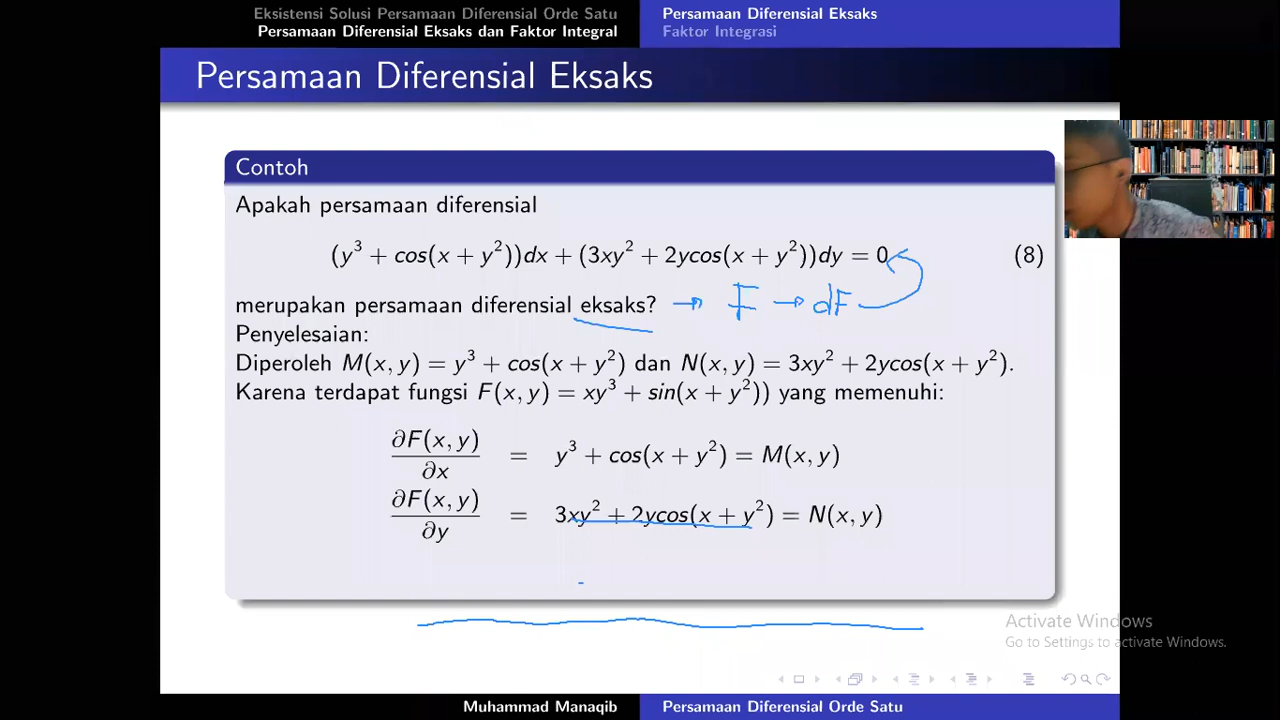 Eksistensi Solusi Persamaan Diferensial Orde Satu
Persamaan Diferensial Eksaks dan Faktor Integral
Persamaan Diferensial Eksaks
Faktor Integrasi
Persamaan Diferensial Eksaks
Contoh
Apakah persamaan diferensial
(y³ + cos(x + y²))dx + (3xy² + 2ycos(x + y²))dy = 0 (8)
merupakan persamaan diferensial eksaks? → F → dF
Penyelesaian:
Diperoleh M(x, y) = y³ + cos(x + y²) dan N(x, y) = 3xy² + 2ycos(x + y²).
Karena terdapat fungsi F(x, y) = xy³ + sin(x + y²)) yang memenuhi:
∂F(x, y)/∂x = y³ + cos(x + y²) = M(x, y)
∂F(x, y)/∂y = 3xy² + 2ycos(x + y²) = N(x, y)
Activate Windows
Go to Settings to activate Windows.
Muhammad Manaqib
Persamaan Diferensial Orde Satu